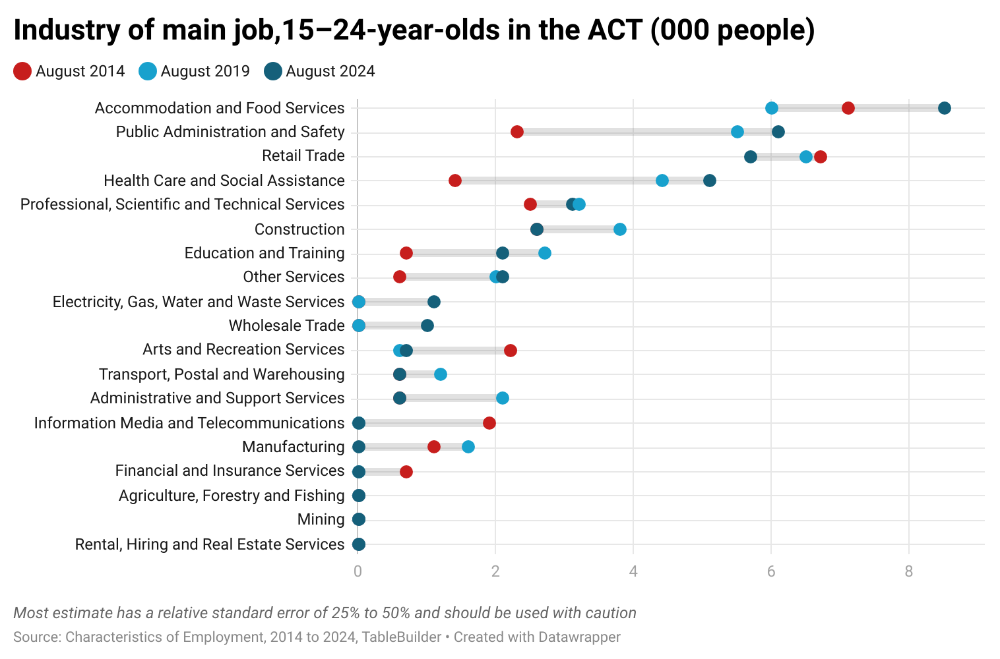 Industry of main job,15–24-year-olds in the ACT (000 people)
August 2014 August 2019 August 2024
Accommodation and Food Services
Public Administration and Safety
Retail Trade
Health Care and Social Assistance
Professional, Scientific and Technical Services
Construction
Education and Training
Other Services
Electricity, Gas, Water and Waste Services
Wholesale Trade
Arts and Recreation Services
Transport, Postal and Warehousing
Administrative and Support Services
Information Media and Telecommunications
Manufacturing
Financial and Insurance Services
Agriculture, Forestry and Fishing
Mining
Rental, Hiring and Real Estate Services
0 2 4 6 8
Most estimate has a relative standard error of 25% to 50% and should be used with caution
Source: Characteristics of Employment, 2014 to 2024, TableBuilder • Created with Datawrapper